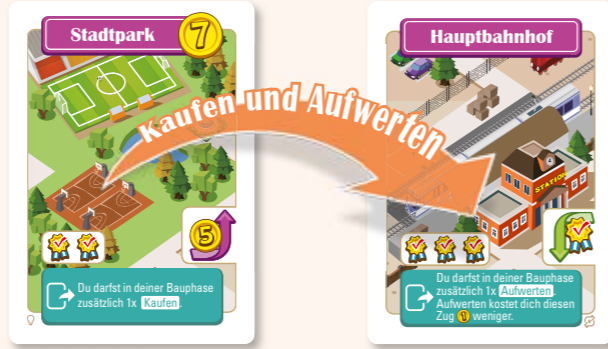 Stadtpark 7
Hauptbahnhof
Kaufen und Aufwerten
STATION
5
Du darfst in deiner Bauphase
zusätzlich 1x Kaufen.
Du darfst in deiner Bauphase
zusätzlich 1x Aufwerten.
Aufwerten kostet dich diesen
Zug 1 weniger.